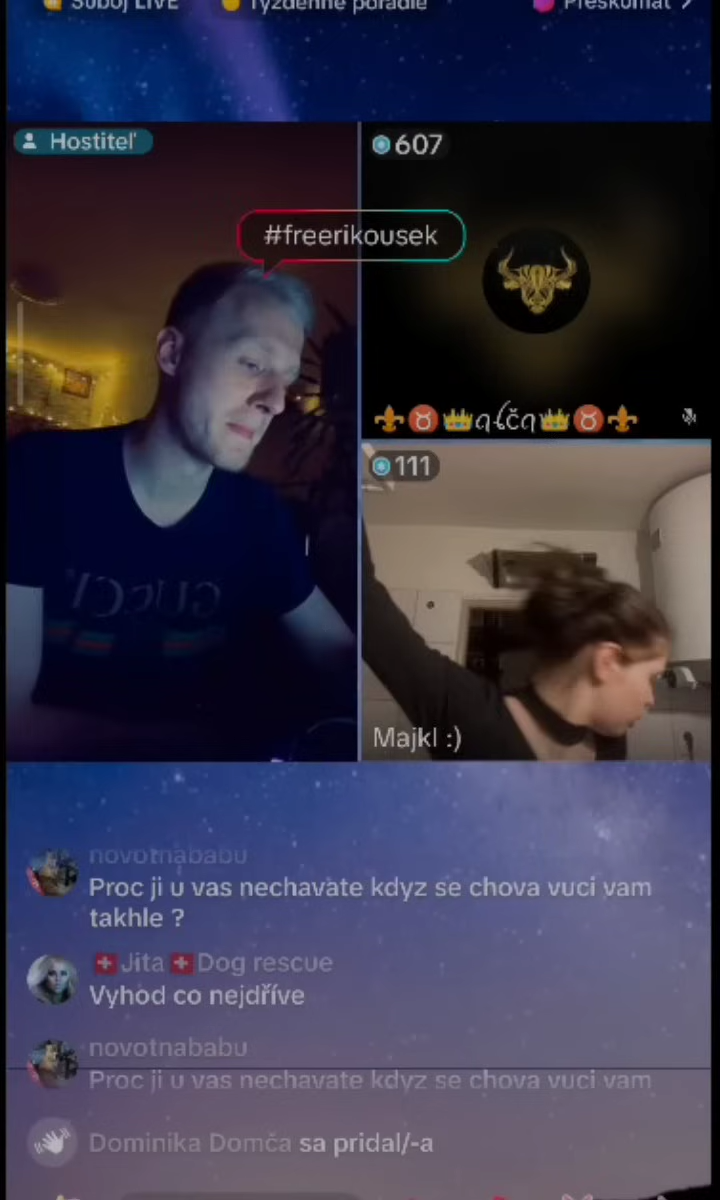 Súboj LIVE
Týždenné poradie
Preskúmať
Hostiteľ
607
#freerikousek
alča
111
GUCCI
Majkl :)
novotnababu
Proc ji u vas nechavate kdyz se chova vuci vam
takhle ?
Jita Dog rescue
Vyhod co nejdříve
novotnababu
Proc ji u vas nechavate kdyz se chova vuci vam
Dominika Domča sa pridal/-a